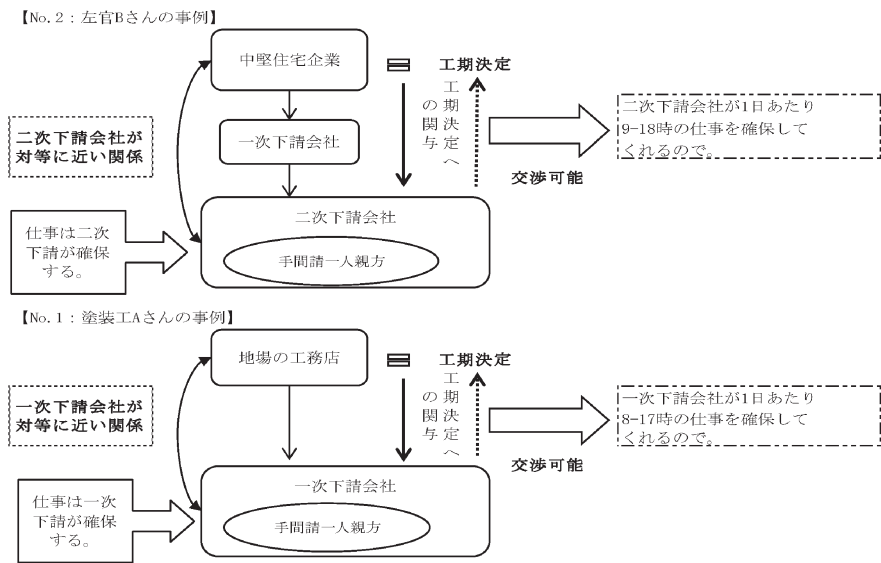 【No.2：左官Bさんの事例】
中堅住宅企業
＝
工期決定
一次下請会社
工期決定へ
の関与
二次下請会社が
対等に近い関係
交渉可能
二次下請会社が1日あたり
9-18時の仕事を確保して
くれるので。
仕事は二次
下請が確保
する。
二次下請会社
手間請一人親方
【No.1：塗装工Aさんの事例】
地場の工務店
＝
工期決定
工期決定へ
の関与
一次下請会社が
対等に近い関係
交渉可能
一次下請会社が1日あたり
8-17時の仕事を確保して
くれるので。
仕事は一次
下請が確保
する。
一次下請会社
手間請一人親方